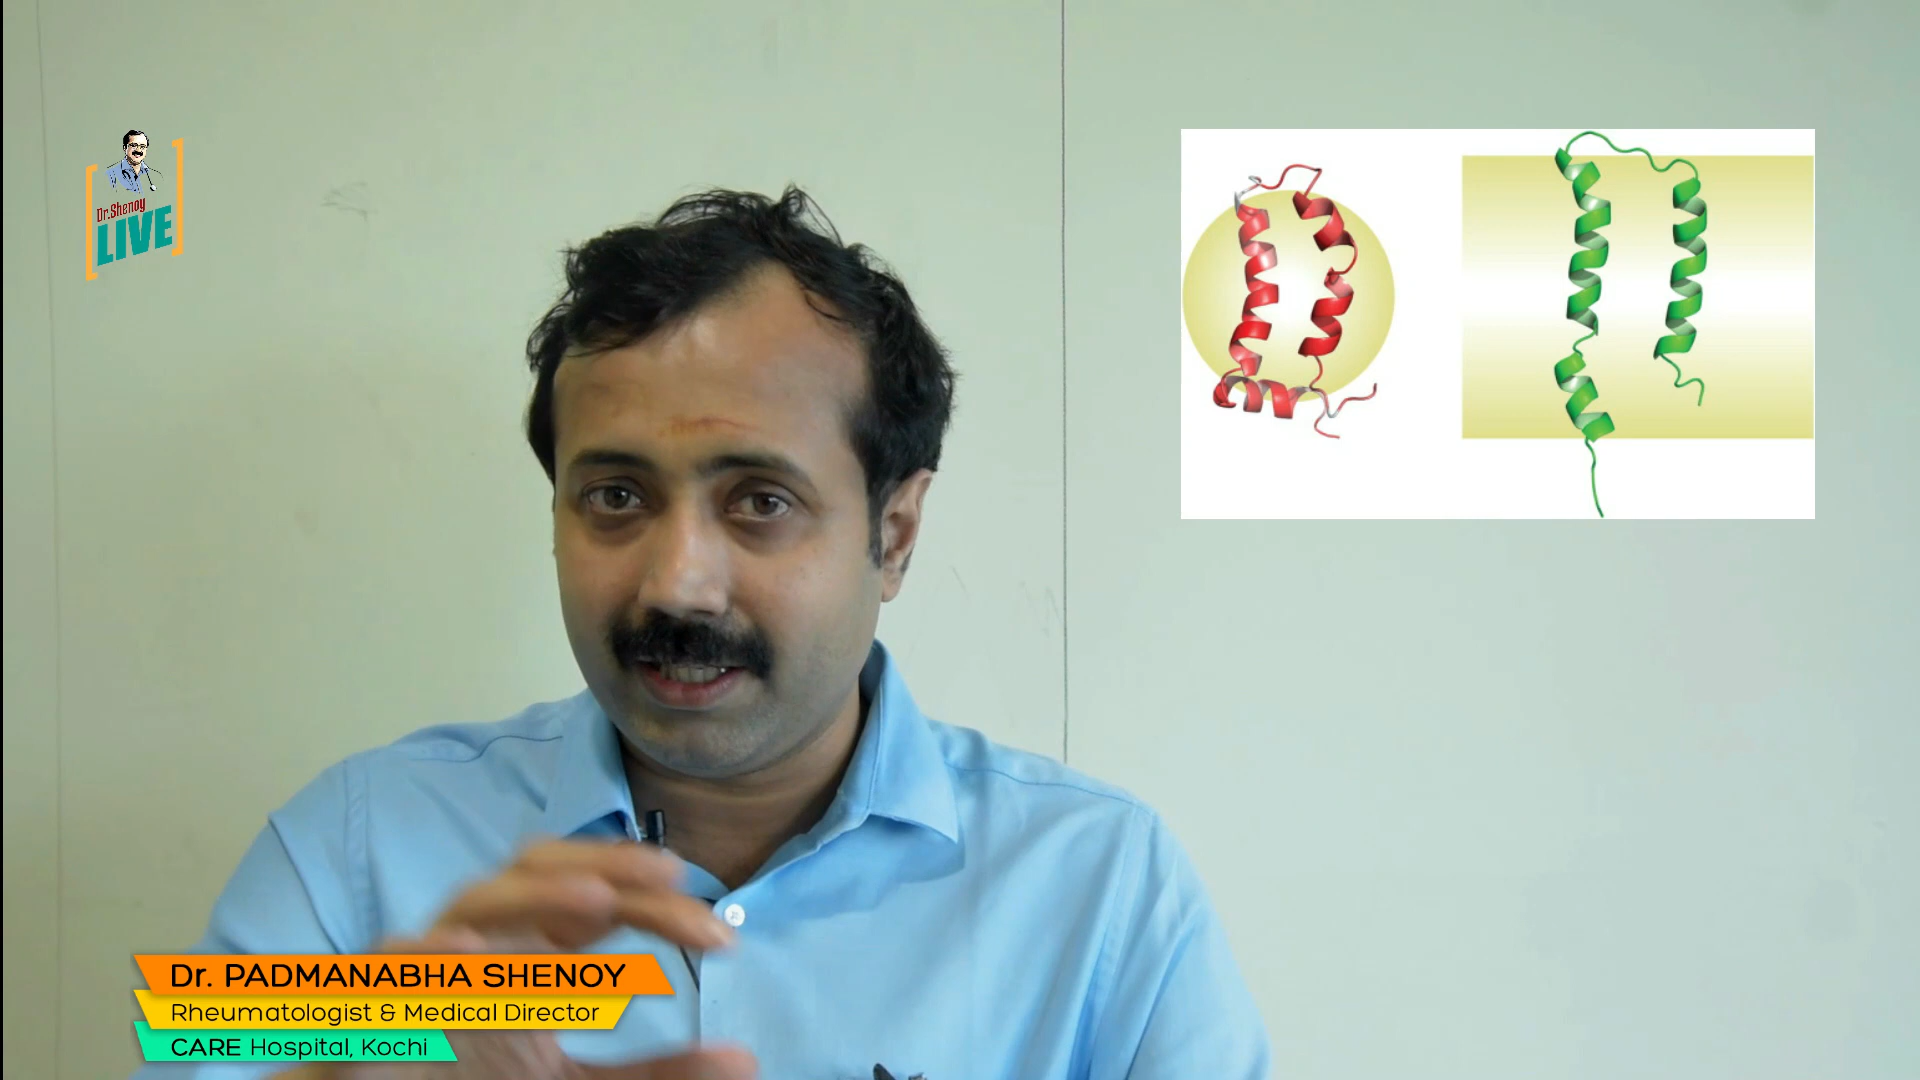 Dr.Shenoy
LIVE
Dr. PADMANABHA SHENOY
Rheumatologist & Medical Director
CARE Hospital, Kochi